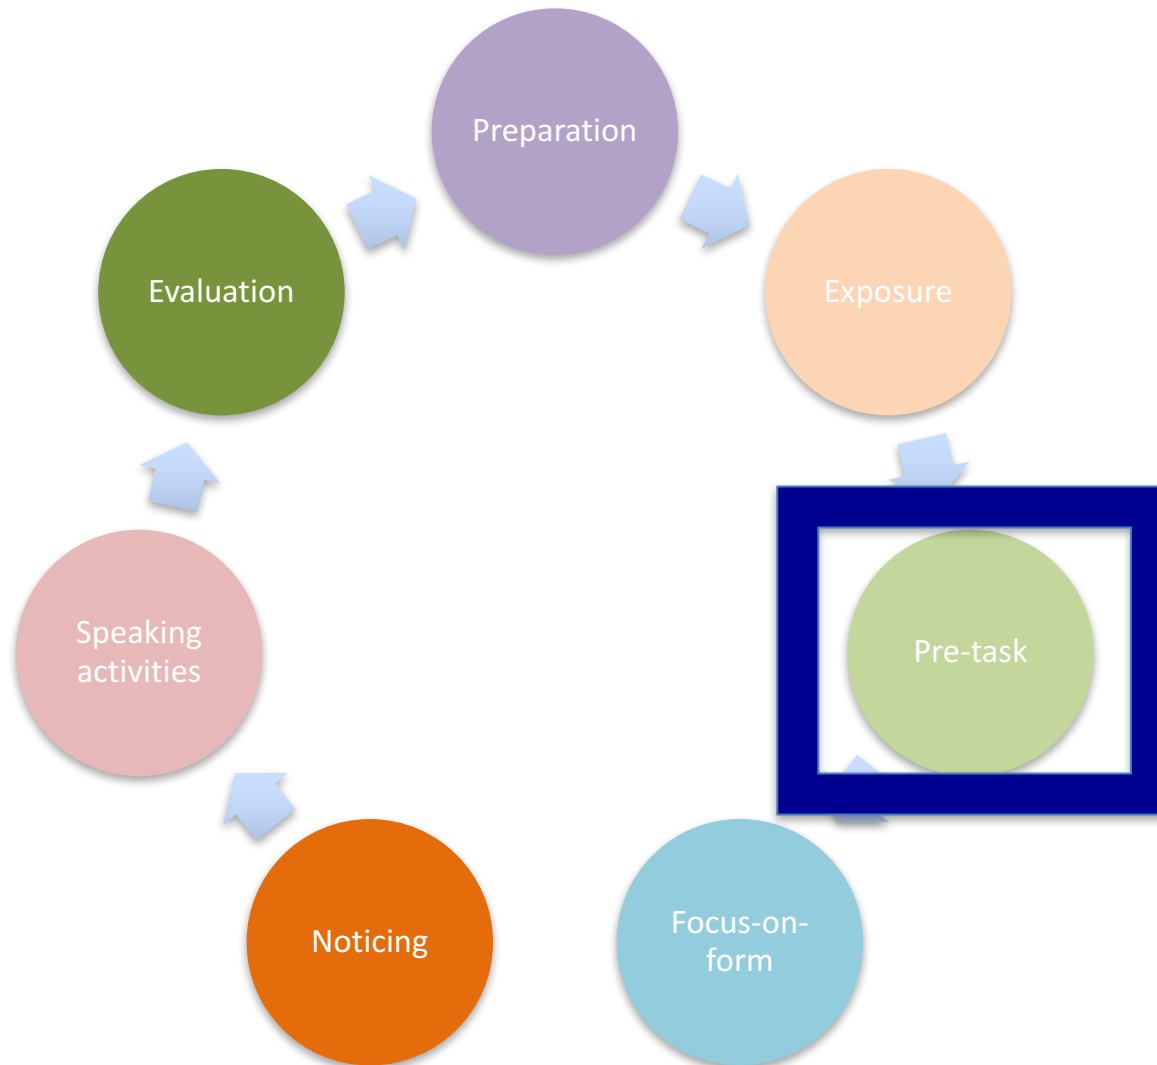 Preparation
Exposure
Pre-task
Focus-on-
form
Noticing
Speaking
activities
Evaluation